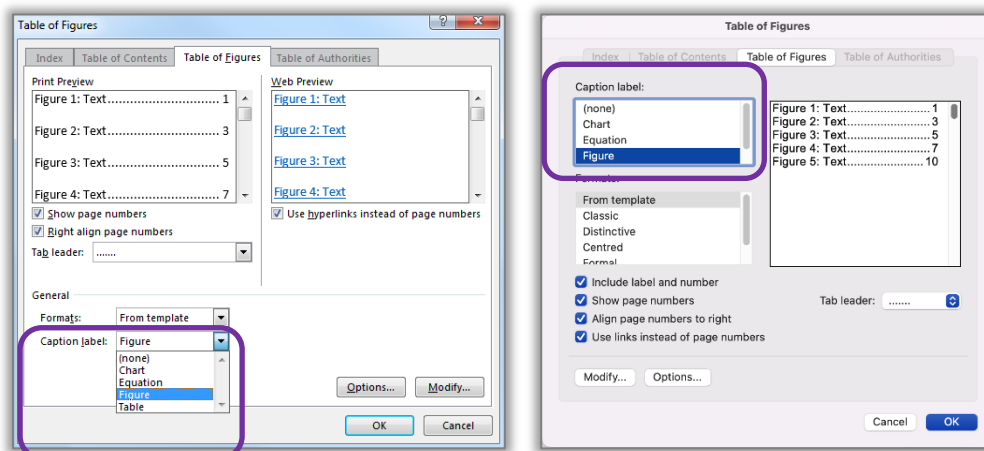 Table of Figures
Index
Table of Contents
Table of Figures
Table of Authorities
Print Preview
Figure 1: Text.............................. 1
Figure 2: Text.............................. 3
Figure 3: Text.............................. 5
Figure 4: Text.............................. 7
Show page numbers
Right align page numbers
Tab leader: .......
Web Preview
Figure 1: Text
Figure 2: Text
Figure 3: Text
Figure 4: Text
Use hyperlinks instead of page numbers
General
Formats: From template
Caption label: Figure
(none)
Chart
Equation
Figure
Table
Options...
Modify...
OK
Cancel
Table of Figures
Index
Table of Contents
Table of Figures
Table of Authorities
Caption label:
(none)
Chart
Equation
Figure
Formats:
From template
Classic
Distinctive
Centred
Formal
Figure 1: Text.......................... 1
Figure 2: Text.......................... 3
Figure 3: Text.......................... 5
Figure 4: Text.......................... 7
Figure 5: Text........................ 10
Include label and number
Show page numbers
Align page numbers to right
Use links instead of page numbers
Tab leader: .......
Modify...
Options...
Cancel
OK